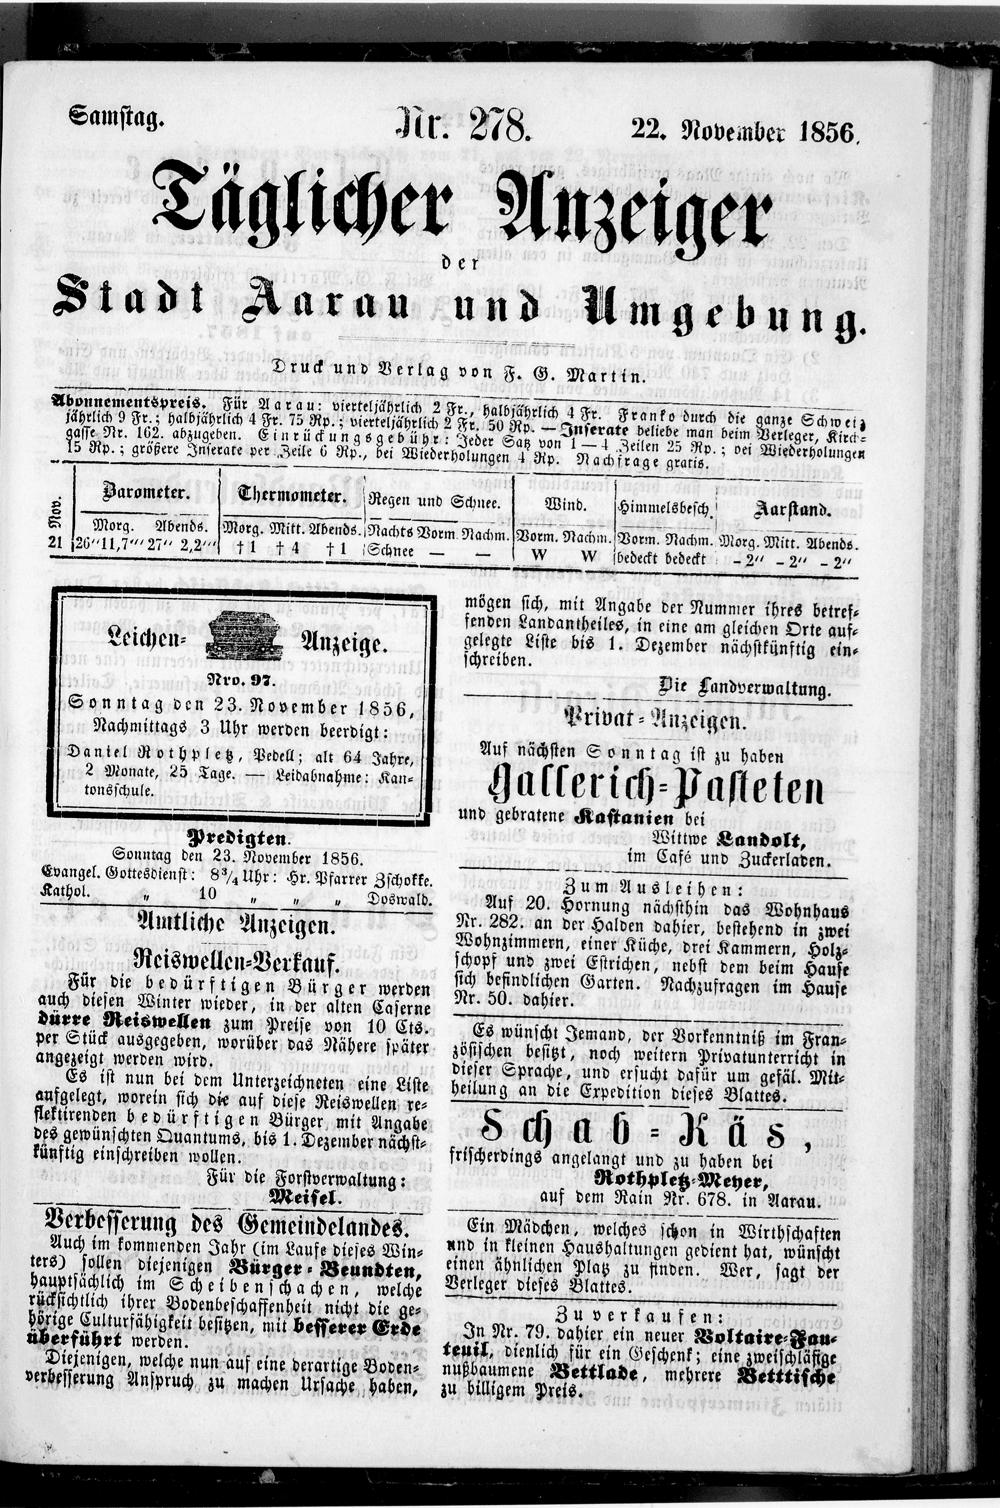 Samstag. Nr. 278. 22. November 1856.
Täglicher Anzeiger
der
Stadt Aarau und Umgebung.
Druck und Verlag von F. G. Martin.
Abonnementspreis. Für Aarau: vierteljährlich 2 Fr., halbjährlich 4 Fr. Franko durch die ganze Schweiz
jährlich 9 Fr.; halbjährlich 4 Fr. 75 Rp.; vierteljährlich 2 Fr. 50 Rp. — Inserate beliebe man beim Verleger, Kirch-
gasse Nr. 162. abzugeben. Einrückungsgebühr: Jeder Satz von 1—4 Zeilen 25 Rp.; bei Wiederholungen
15 Rp.; größere Inserate per Zeile 6 Rp., bei Wiederholungen 4 Rp. Nachfrage gratis.
Nov. Barometer. Thermometer. Regen und Schnee. Wind. Himmelsbesch. Aarstand.
Morg. Abends. Morg. Mitt. Abends. Nachts Vorm. Nachm. Vorm. Nachm. Vorm. Nachm. Morg. Mitt. Abends.
21 26"11,7"' 27" 2,2"' †1 †4 †1 Schnee — — W W bedeckt bedeckt -2" -2" -2"
Leichen-Anzeige.
Nro. 97.
Sonntag den 23. November 1856,
Nachmittags 3 Uhr werden beerdigt:
Daniel Rothpletz, Pedell; alt 64 Jahre,
2 Monate, 25 Tage. — Leidabnahme: Kan-
tonsschule.
Predigten.
Sonntag den 23. November 1856.
Evangel. Gottesdienst: 8¾ Uhr: Hr. Pfarrer Zschokke.
Kathol. „ 10 „ „ „ Doswald.
Amtliche Anzeigen.
Reiswellen-Verkauf.
Für die bedürftigen Bürger werden
auch diesen Winter wieder, in der alten Caserne
dürre Reiswellen zum Preise von 10 Cts.
per Stück ausgegeben, worüber das Nähere später
angezeigt werden wird.
Es ist nun bei dem Unterzeichneten eine Liste
aufgelegt, worein sich die auf diese Reiswellen re-
flektirenden bedürftigen Bürger, mit Angabe
des gewünschten Quantums, bis 1. Dezember nächst-
künftig einschreiben wollen.
Für die Forstverwaltung:
Meisel.
Verbesserung des Gemeindelandes.
Auch im kommenden Jahr (im Laufe dieses Win-
ters) sollen diejenigen Bürger-Beundten,
hauptsächlich im Scheibenschachen, welche
rücksichtlich ihrer Bodenbeschaffenheit nicht die ge-
hörige Culturfähigkeit besitzen, mit besserer Erde
überführt werden.
Diejenigen, welche nun auf eine derartige Boden-
verbesserung Anspruch zu machen Ursache haben,
mögen sich, mit Angabe der Nummer ihres betref-
fenden Landantheiles, in eine am gleichen Orte auf-
gelegte Liste bis 1. Dezember nächstkünftig ein-
schreiben.
Die Landverwaltung.
Privat-Anzeigen.
Auf nächsten Sonntag ist zu haben
Gallerich-Pasteten
und gebratene Kastanien bei
Wittwe Landolt,
im Café und Zuckerladen.
Zum Ausleihen:
Auf 20. Hornung nächsthin das Wohnhaus
Nr. 282. an der Halden dahier, bestehend in zwei
Wohnzimmern, einer Küche, drei Kammern, Holz-
schopf und zwei Estrichen, nebst dem beim Hause
sich befindlichen Garten. Nachzufragen im Hause
Nr. 50. dahier.
Es wünscht Jemand, der Vorkenntniß im Fran-
zösischen besitzt, noch weitern Privatunterricht in
dieser Sprache, und ersucht dafür um gefäl. Mit-
theilung an die Expedition dieses Blattes.
Schab-Käs,
frischerdings angelangt und zu haben bei
Rothpletz-Meyer,
auf dem Rain Nr. 678. in Aarau.
Ein Mädchen, welches schon in Wirthschaften
und in kleinen Haushaltungen gedient hat, wünscht
einen ähnlichen Platz zu finden. Wer, sagt der
Verleger dieses Blattes.
Zu verkaufen:
In Nr. 79. dahier ein neuer Voltaire-Fau-
teuil, dienlich für ein Geschenk; eine zweischläfige
nußbaumene Bettlade, mehrere Betttische
zu billigem Preis.